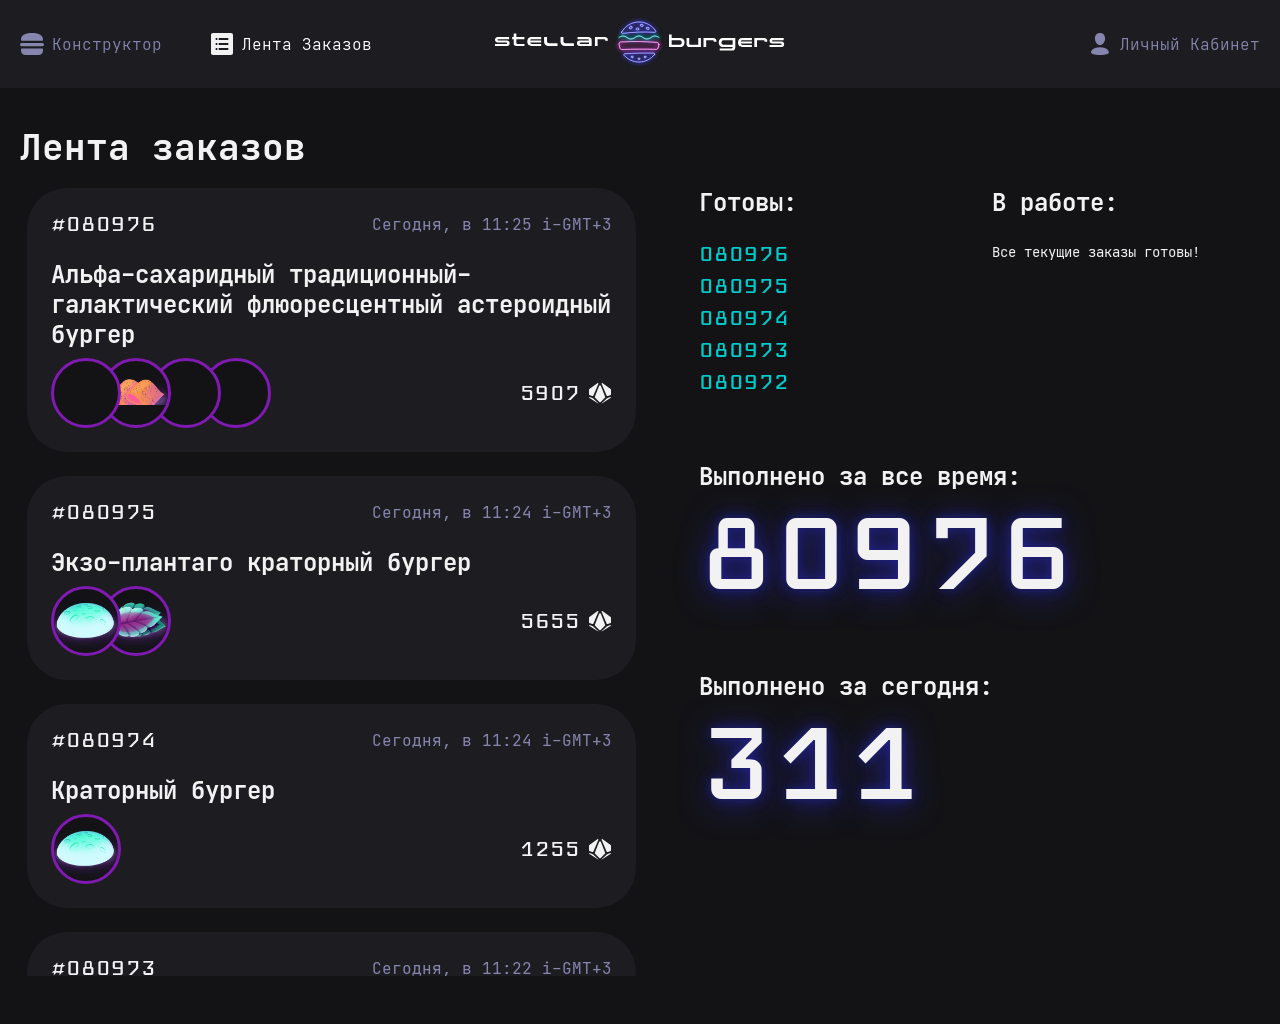 Конструктор
Лента Заказов
stellar burgers
Личный Кабинет
Лента заказов
#080976
Сегодня, в 11:25 i-GMT+3
Альфа-сахаридный традиционный-
галактический флюоресцентный астероидный
бургер
5907
#080975
Сегодня, в 11:24 i-GMT+3
Экзо-плантаго краторный бургер
5655
#080974
Сегодня, в 11:24 i-GMT+3
Краторный бургер
1255
#080973
Сегодня, в 11:22 i-GMT+3
Готовы:
080976
080975
080974
080973
080972
В работе:
Все текущие заказы готовы!
Выполнено за все время:
80976
Выполнено за сегодня:
311